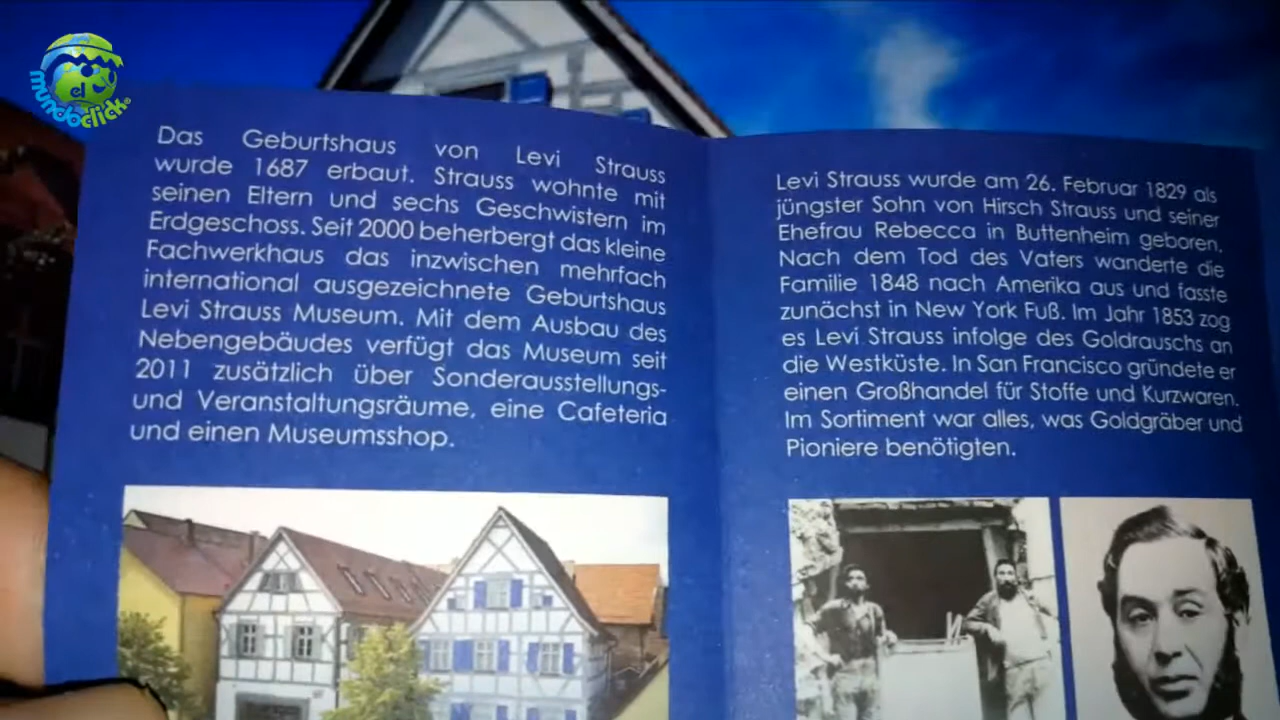 el
mundo click®
Das Geburtshaus von Levi Strauss
wurde 1687 erbaut. Strauss wohnte mit
seinen Eltern und sechs Geschwistern im
Erdgeschoss. Seit 2000 beherbergt das kleine
Fachwerkhaus das inzwischen mehrfach
international ausgezeichnete Geburtshaus
Levi Strauss Museum. Mit dem Ausbau des
Nebengebäudes verfügt das Museum seit
2011 zusätzlich über Sonderausstellungs-
und Veranstaltungsräume, eine Cafeteria
und einen Museumsshop.
Levi Strauss wurde am 26. Februar 1829 als
jüngster Sohn von Hirsch Strauss und seiner
Ehefrau Rebecca in Buttenheim geboren.
Nach dem Tod des Vaters wanderte die
Familie 1848 nach Amerika aus und fasste
zunächst in New York Fuß. Im Jahr 1853 zog
es Levi Strauss infolge des Goldrauschs an
die Westküste. In San Francisco gründete er
einen Großhandel für Stoffe und Kurzwaren.
Im Sortiment war alles, was Goldgräber und
Pioniere benötigten.